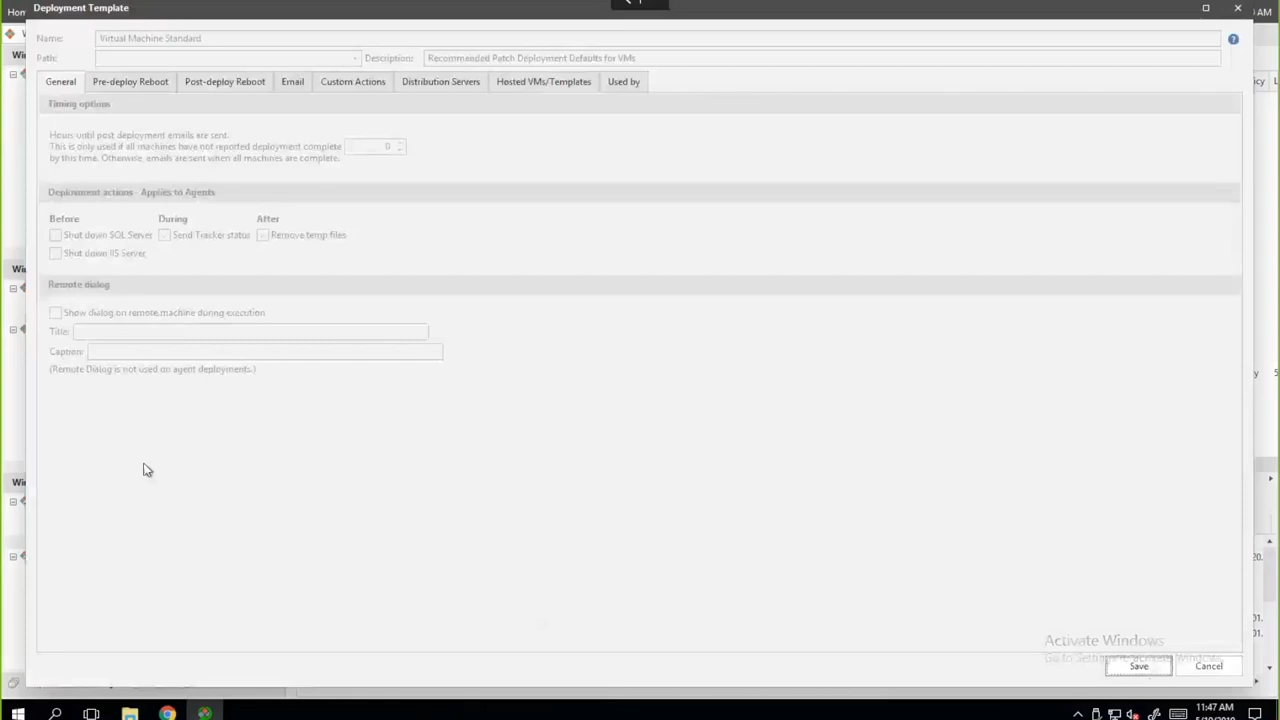 Deployment Template
Hom
AM
Name: Virtual Machine Standard
Path: Description: Recommended Patch Deployment Defaults for VMs
Win
General Pre-deploy Reboot Post-deploy Reboot Email Custom Actions Distribution Servers Hosted VMs/Templates Used by
Timing options
Hours until post deployment emails are sent.
This is only used if all machines have not reported deployment complete 0
by this time. Otherwise, emails are sent when all machines are complete.
Deployment actions - Applies to Agents
Before During After
Shut down SQL Server Send Tracker status Remove temp files
Shut down IIS Server
Win
Remote dialog
Show dialog on remote machine during execution
Title:
Caption:
(Remote Dialog is not used on agent deployments.)
Win
Activate Windows
Save Cancel
11:47 AM